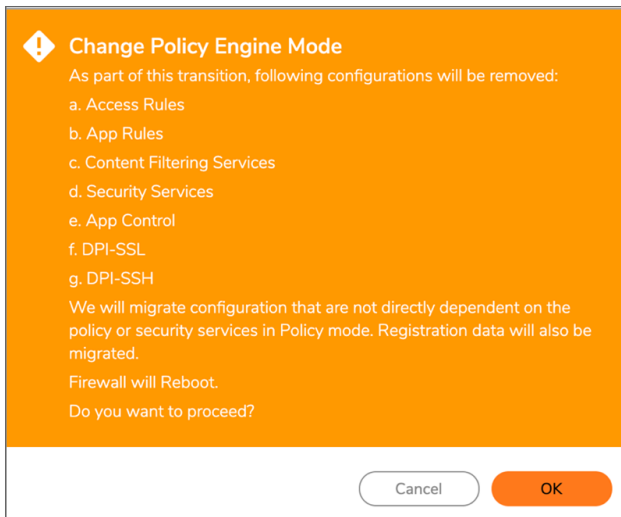 Change Policy Engine Mode
As part of this transition, following configurations will be removed:
a. Access Rules
b. App Rules
c. Content Filtering Services
d. Security Services
e. App Control
f. DPI-SSL
g. DPI-SSH
We will migrate configuration that are not directly dependent on the
policy or security services in Policy mode. Registration data will also be
migrated.
Firewall will Reboot.
Do you want to proceed?
Cancel OK